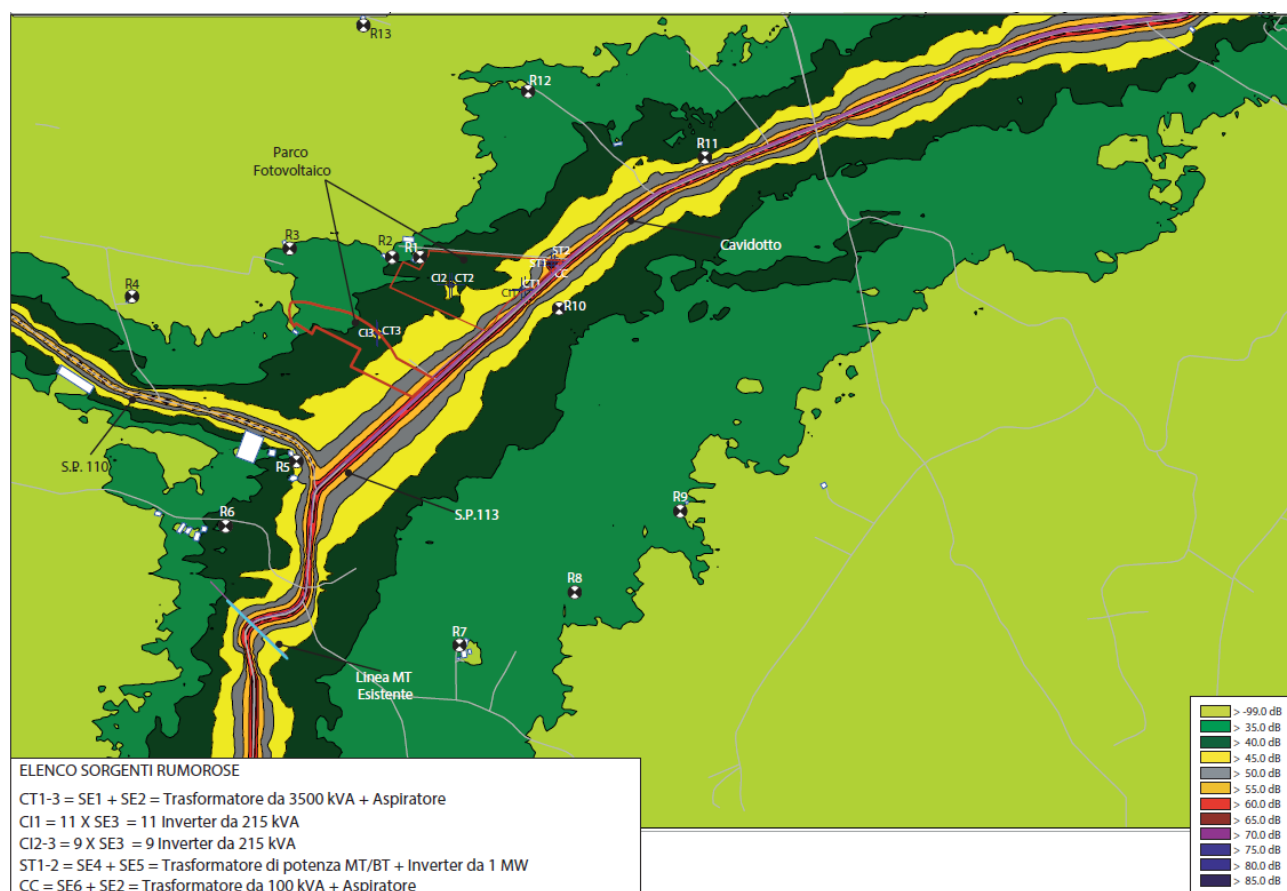 R13
R12
Parco
Fotovoltaico
R11
R3
R2
R1
ST2
ST1
CC
Cavidotto
CI2
CT2
CT1
R4
R10
CI3
CT3
S.P. 110
R5
S.P.113
R6
R9
R8
R7
Linea MT
Esistente
> -99.0 dB
> 35.0 dB
> 40.0 dB
> 45.0 dB
> 50.0 dB
> 55.0 dB
> 60.0 dB
> 65.0 dB
> 70.0 dB
> 75.0 dB
> 80.0 dB
> 85.0 dB
ELENCO SORGENTI RUMOROSE
CT1-3 = SE1 + SE2 = Trasformatore da 3500 kVA + Aspiratore
CI1 = 11 X SE3 = 11 Inverter da 215 kVA
CI2-3 = 9 X SE3 = 9 Inverter da 215 kVA
ST1-2 = SE4 + SE5 = Trasformatore di potenza MT/BT + Inverter da 1 MW
CC = SE6 + SE2 = Trasformatore da 100 kVA + Aspiratore